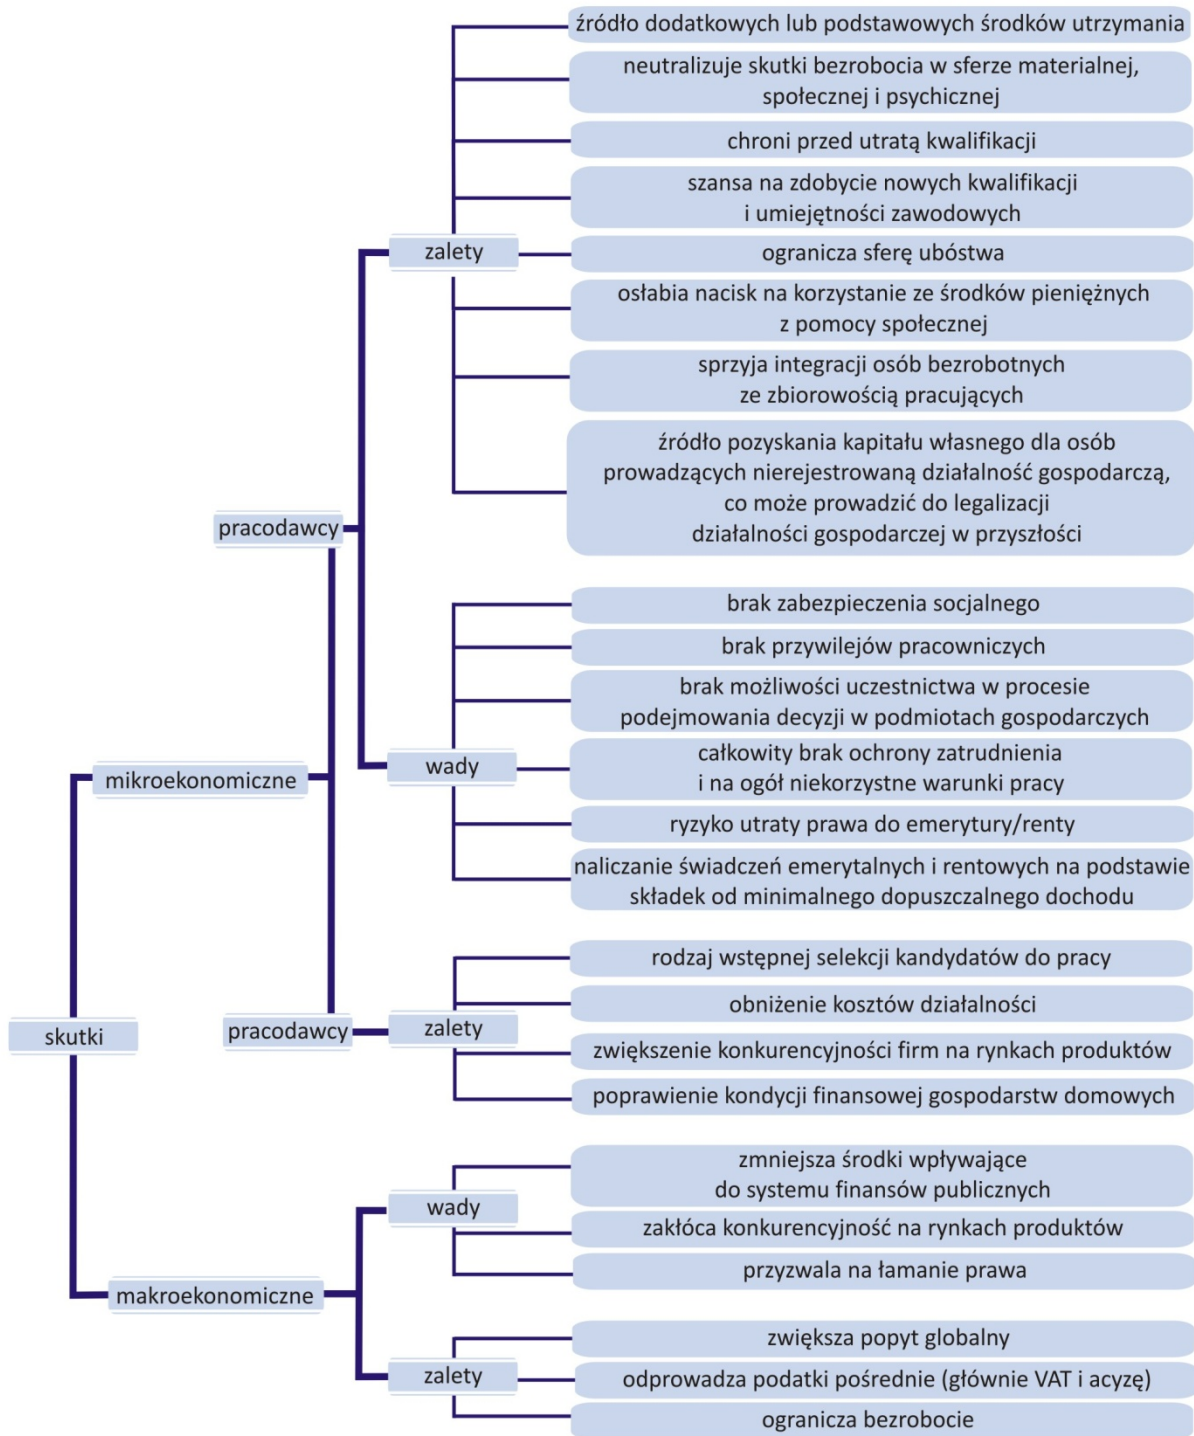 źródło dodatkowych lub podstawowych środków utrzymania
neutralizuje skutki bezrobocia w sferze materialnej,
społecznej i psychicznej
chroni przed utratą kwalifikacji
szansa na zdobycie nowych kwalifikacji
i umiejętności zawodowych
zalety
ogranicza sferę ubóstwa
osłabia nacisk na korzystanie ze środków pieniężnych
z pomocy społecznej
sprzyja integracji osób bezrobotnych
ze zbiorowością pracujących
źródło pozyskania kapitału własnego dla osób
prowadzących nierejestrowaną działalność gospodarczą,
co może prowadzić do legalizacji
działalności gospodarczej w przyszłości
pracodawcy
brak zabezpieczenia socjalnego
brak przywilejów pracowniczych
brak możliwości uczestnictwa w procesie
podejmowania decyzji w podmiotach gospodarczych
wady
całkowity brak ochrony zatrudnienia
i na ogół niekorzystne warunki pracy
mikroekonomiczne
ryzyko utraty prawa do emerytury/renty
naliczanie świadczeń emerytalnych i rentowych na podstawie
składek od minimalnego dopuszczalnego dochodu
rodzaj wstępnej selekcji kandydatów do pracy
obniżenie kosztów działalności
skutki
pracodawcy
zalety
zwiększenie konkurencyjności firm na rynkach produktów
poprawienie kondycji finansowej gospodarstw domowych
zmniejsza środki wpływające
do systemu finansów publicznych
wady
zakłóca konkurencyjność na rynkach produktów
przyzwala na łamanie prawa
makroekonomiczne
zwiększa popyt globalny
zalety
odprowadza podatki pośrednie (głównie VAT i acyzę)
ogranicza bezrobocie